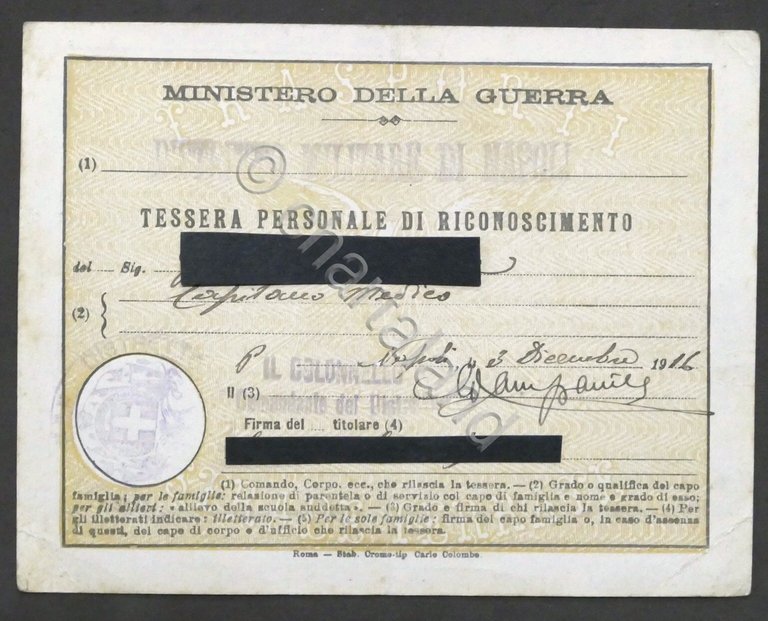 TRASPORTI
MINISTERO DELLA GUERRA
(1) DISTRETTO MILITARE DI NAPOLI
TESSERA PERSONALE DI RICONOSCIMENTO
del .... Sig.
(2) Capitano Medico
Napoli, 3 Dicembre 1916
IL COLONNELLO
Il (3) Comandante del
Firma del .... titolare (4)
(1) Comando, Corpo, ecc., che rilascia la tessera. — (2) Grado o qualifica del capo
famiglia; per le famiglie: relazione di parentela o di servizio col capo di famiglia e nome e grado di esso;
per gli allievi: « allievo della scuola suddetta». — (3) Grado e firma di chi rilascia la tessera. — (4) Per
gli illetterati indicare: illetterato. — (5) Per le sole famiglie: firma del capo famiglia o, in caso d'assenza
di questi, del capo di corpo e d'ufficio che rilascia la tessera.
Roma — Stab. Cromo-tip Carlo Colombo
© chartaland